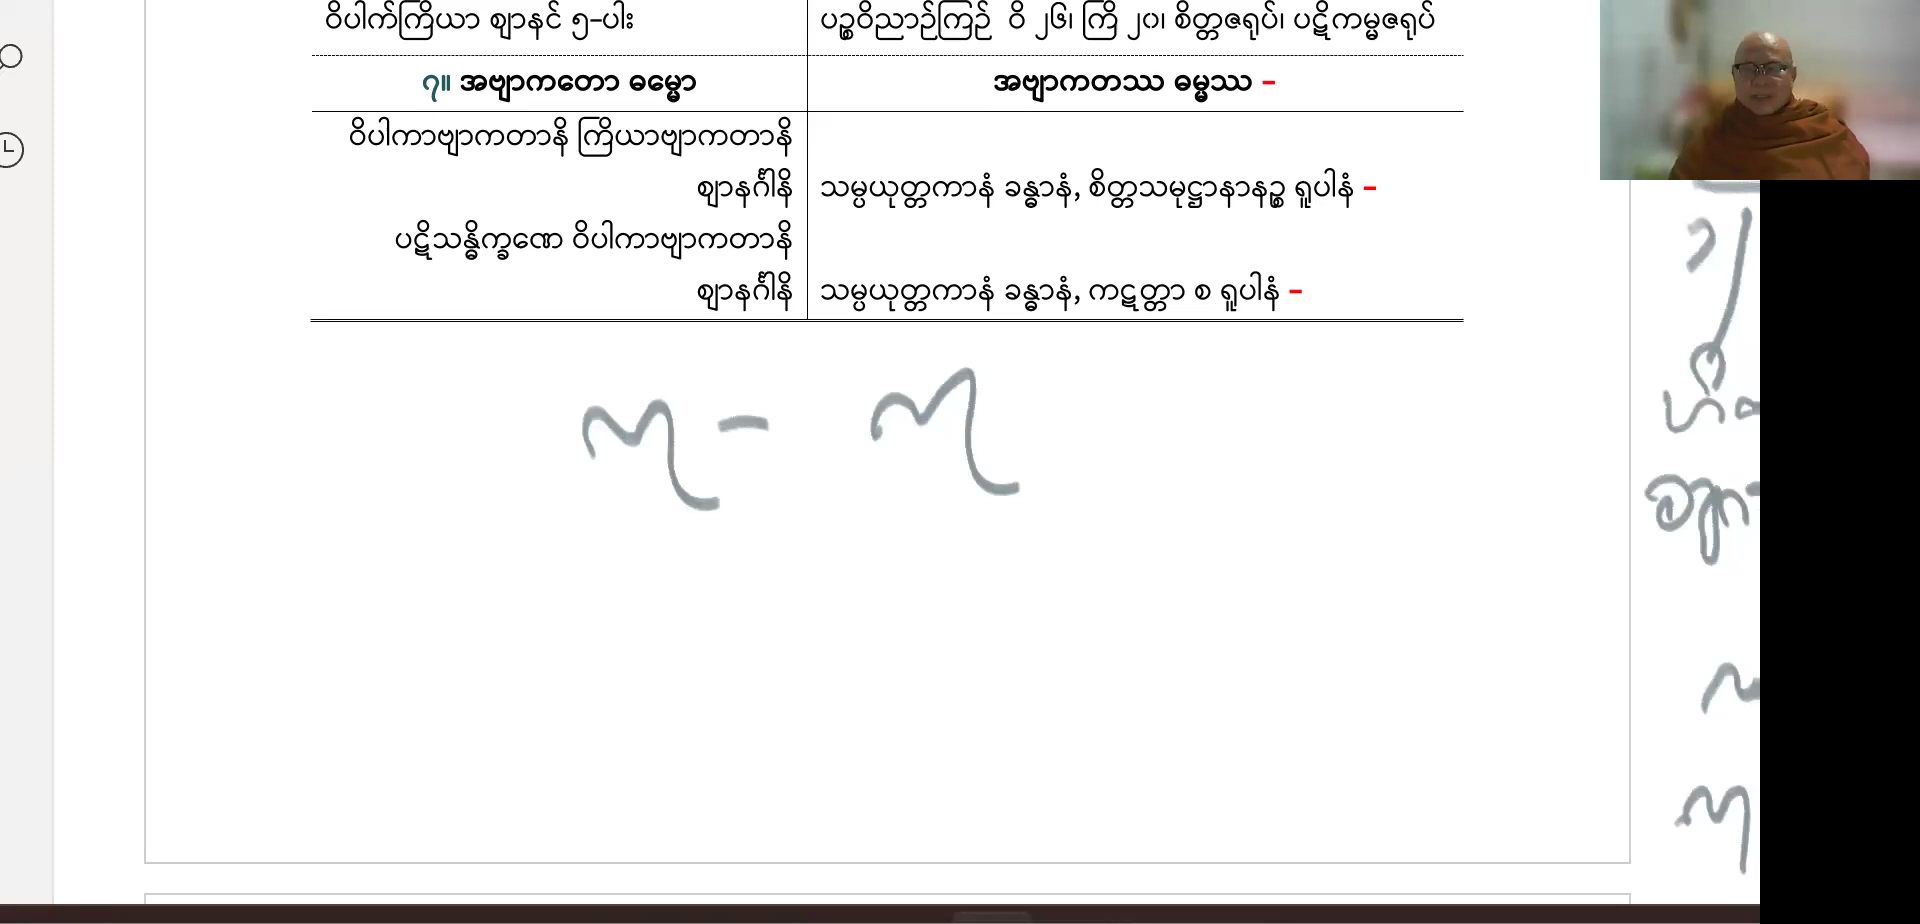 ဝိပါက်ကြိယာ ဈာနင် ၅-ပါး
ပဉ္စဝိညာဉ်ကြဉ် ဝိ ၂၆၊ ကြိ ၂၀၊ စိတ္တဇရုပ်၊ ပဋိကမ္မဇရုပ်
၇။ အဗျာကတော ဓမ္မော
အဗျာကတဿ ဓမ္မဿ -
ဝိပါကာဗျာကတာနိ ကြိယာဗျာကတာနိ
ဈာနင်္ဂါနိ
သမ္ပယုတ္တကာနံ ခန္ဓာနံ, စိတ္တသမုဋ္ဌာနာနဉ္စ ရူပါနံ -
ပဋိသန္ဓိက္ခဏေ ဝိပါကာဗျာကတာနိ
ဈာနင်္ဂါနိ
သမ္ပယုတ္တကာနံ ခန္ဓာနံ, ကဋတ္တာ စ ရူပါနံ -
ကု - ကု